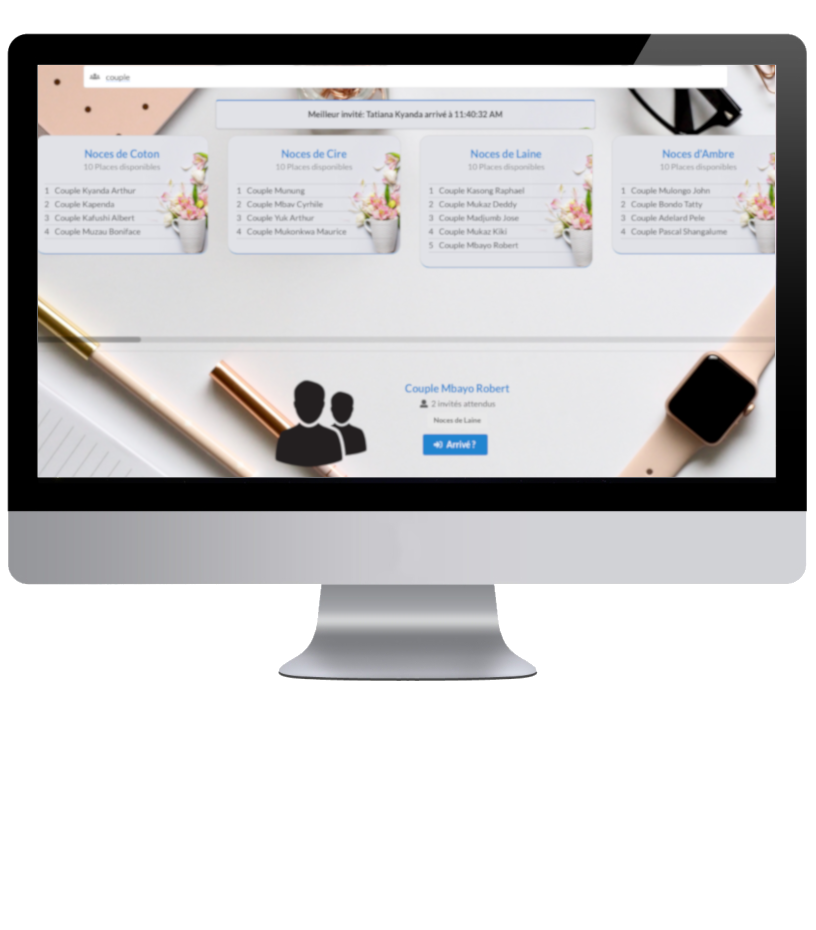 couple
Meilleur invité: Tatiana Kyanda arrivé à 11:40:32 AM
Noces de Coton
10 Places disponibles
1 Couple Kyanda Arthur
2 Couple Kapenda
3 Couple Kafushi Albert
4 Couple Muzau Boniface
Noces de Cire
10 Places disponibles
1 Couple Munung
2 Couple Mbav Cyrhile
3 Couple Yuk Arthur
4 Couple Mukonkwa Maurice
Noces de Laine
10 Places disponibles
1 Couple Kasong Raphael
2 Couple Mukaz Deddy
3 Couple Madjumb Jose
4 Couple Mukaz Kiki
5 Couple Mbayo Robert
Noces d'Ambre
10 Places disponibles
1 Couple Mulongo John
2 Couple Bondo Tatty
3 Couple Adelard Pele
4 Couple Pascal Shangalume
Couple Mbayo Robert
2 invités attendus
Noces de Laine
Arrivé ?